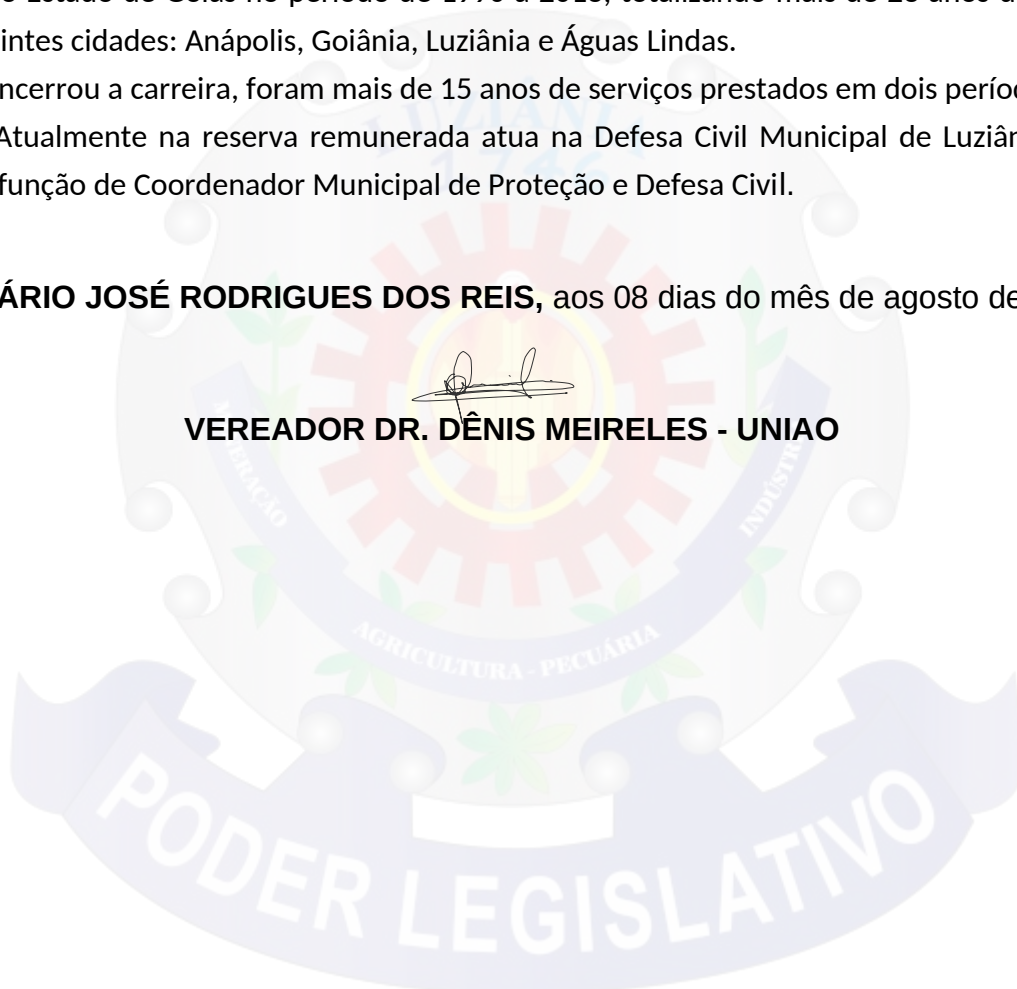 intes cidades: Anápolis, Goiânia, Luziânia e Águas Lindas.
ncerrou a carreira, foram mais de 15 anos de serviços prestados em dois períoc
Atualmente na reserva remunerada atua na Defesa Civil Municipal de Luziân
função de Coordenador Municipal de Proteção e Defesa Civil.
ÁRIO JOSÉ RODRIGUES DOS REIS, aos 08 dias do mês de agosto de
VEREADOR DR. DÊNIS MEIRELES - UNIAO
INDÚSTR
AGRICULTURA - PECUÁRIA
PODER LEGISLATIVO